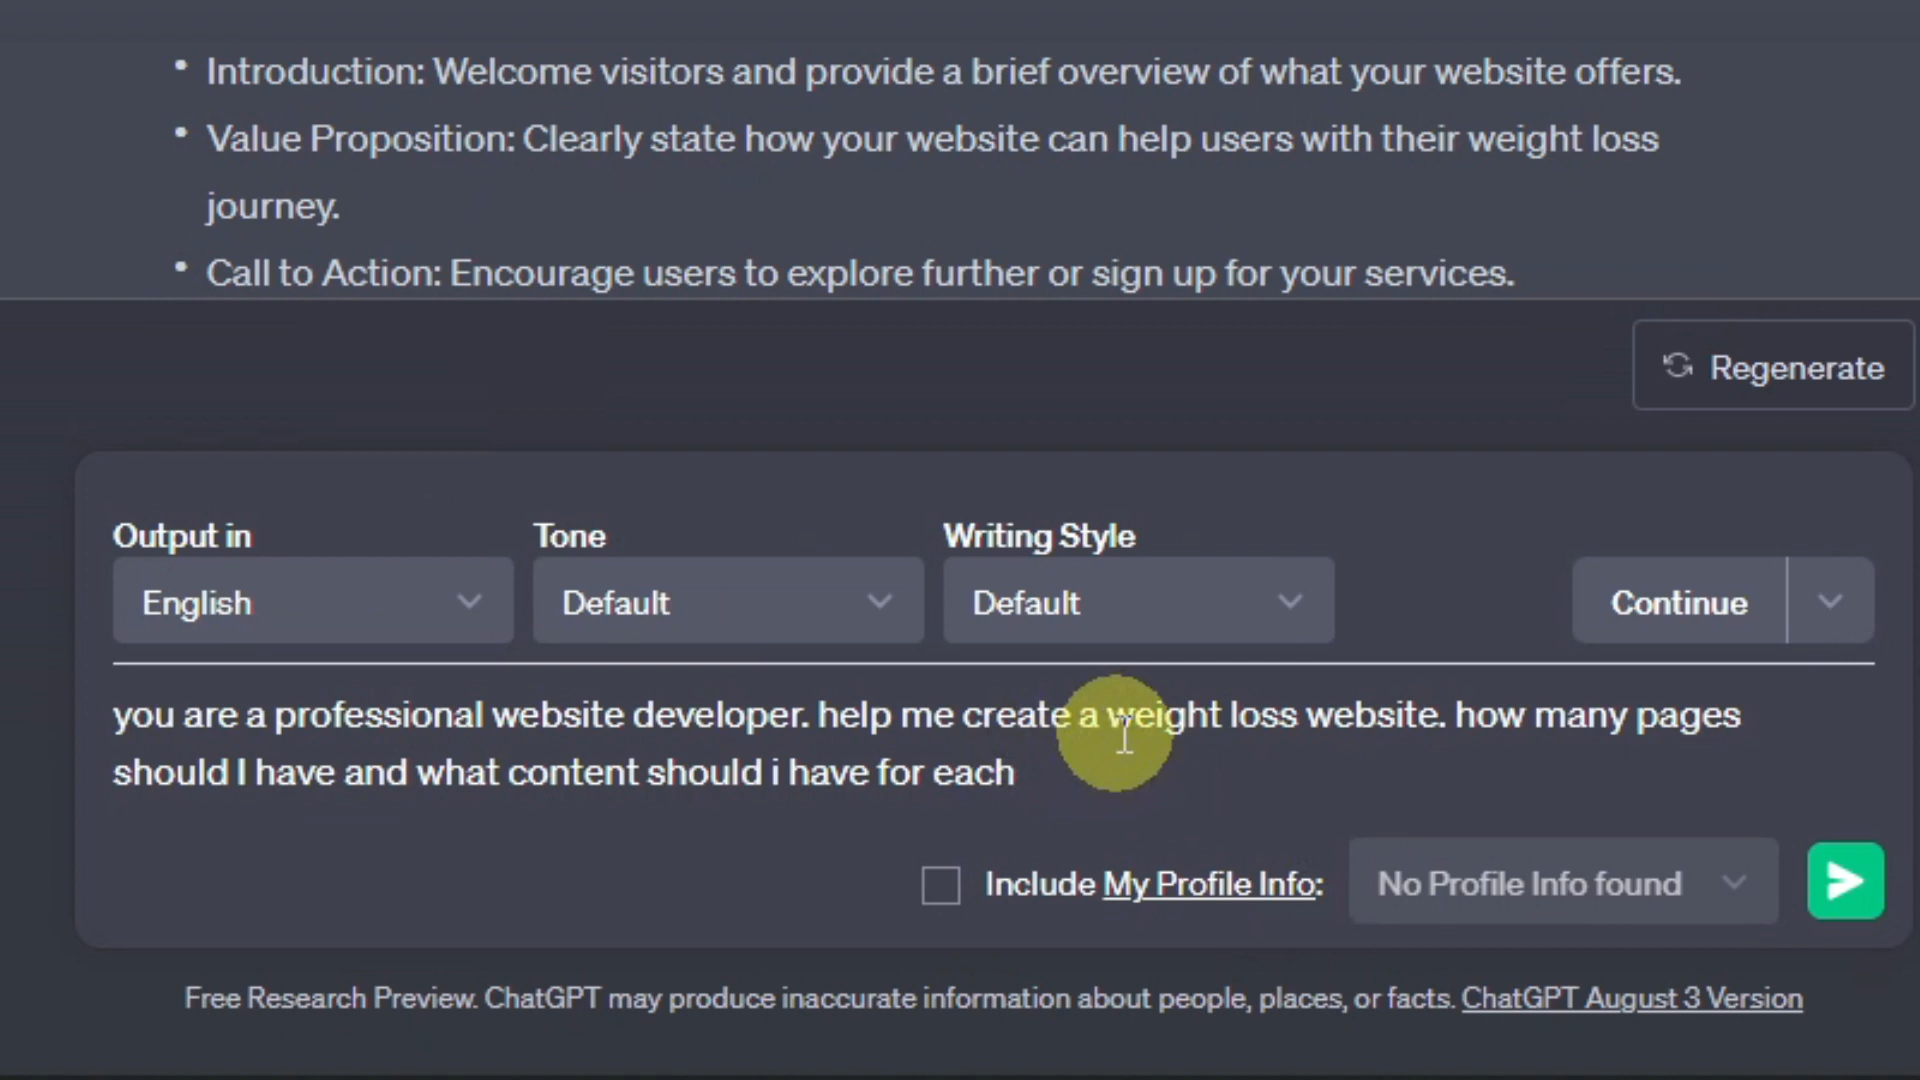 • Introduction: Welcome visitors and provide a brief overview of what your website offers.
• Value Proposition: Clearly state how your website can help users with their weight loss
journey.
• Call to Action: Encourage users to explore further or sign up for your services.
Regenerate
Output in Tone Writing Style
English Default Default Continue
you are a professional website developer. help me create a weight loss website. how many pages
should I have and what content should i have for each
Include My Profile Info: No Profile Info found
Free Research Preview. ChatGPT may produce inaccurate information about people, places, or facts. ChatGPT August 3 Version